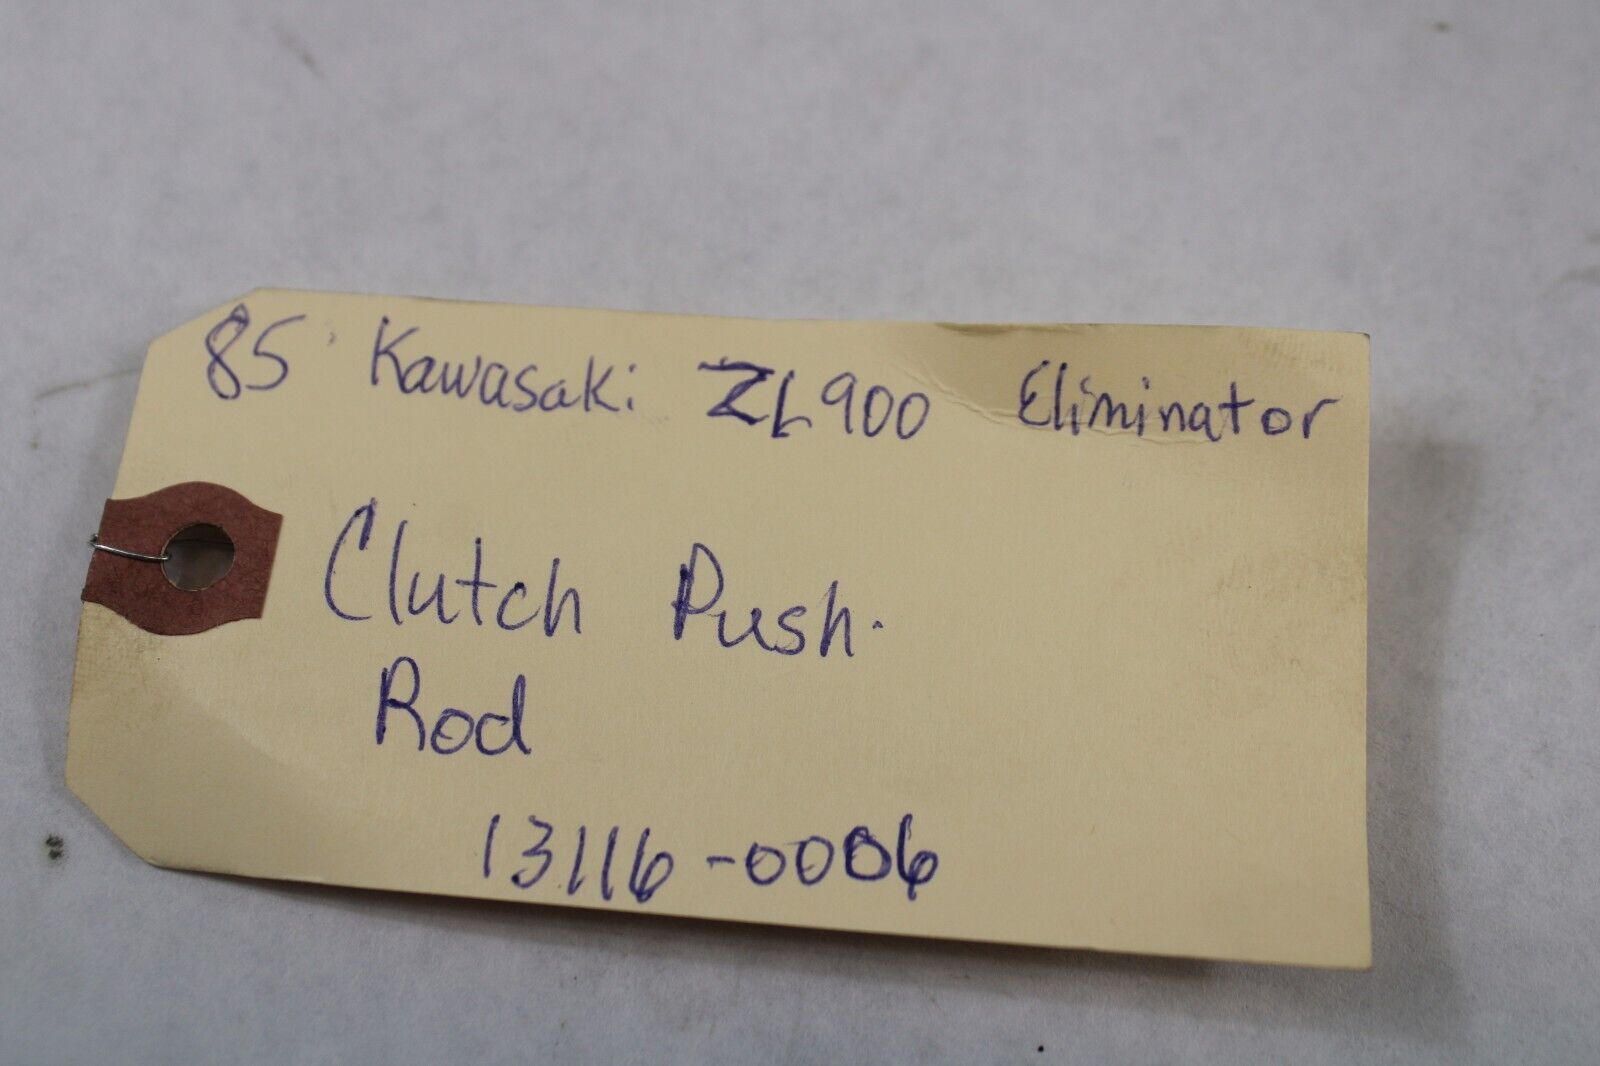 85' Kawasaki ZL900 Eliminator
Clutch Push
Rod
13116-0006